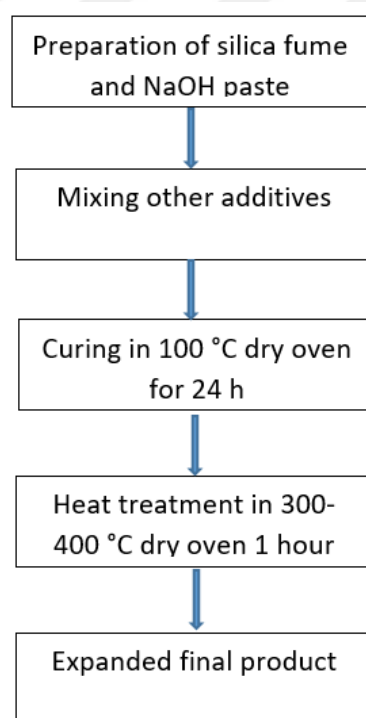 Preparation of silica fume
and NaOH paste
Mixing other additives
Curing in 100 °C dry oven
for 24 h
Heat treatment in 300-
400 °C dry oven 1 hour
Expanded final product